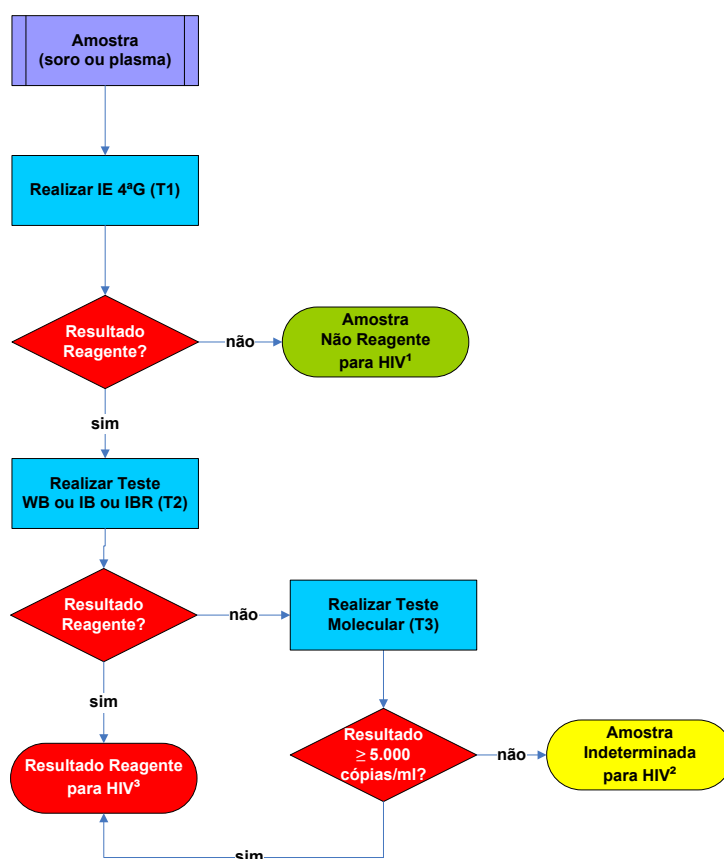 Amostra
(soro ou plasma)
Realizar IE 4ªG (T1)
Resultado
Reagente?
não
Amostra
Não Reagente
para HIV¹
sim
Realizar Teste
WB ou IB ou IBR (T2)
Resultado
Reagente?
não
Realizar Teste
Molecular (T3)
sim
Resultado
≥ 5.000
cópias/ml?
não
Amostra
Indeterminada
para HIV²
Resultado Reagente
para HIV³
sim